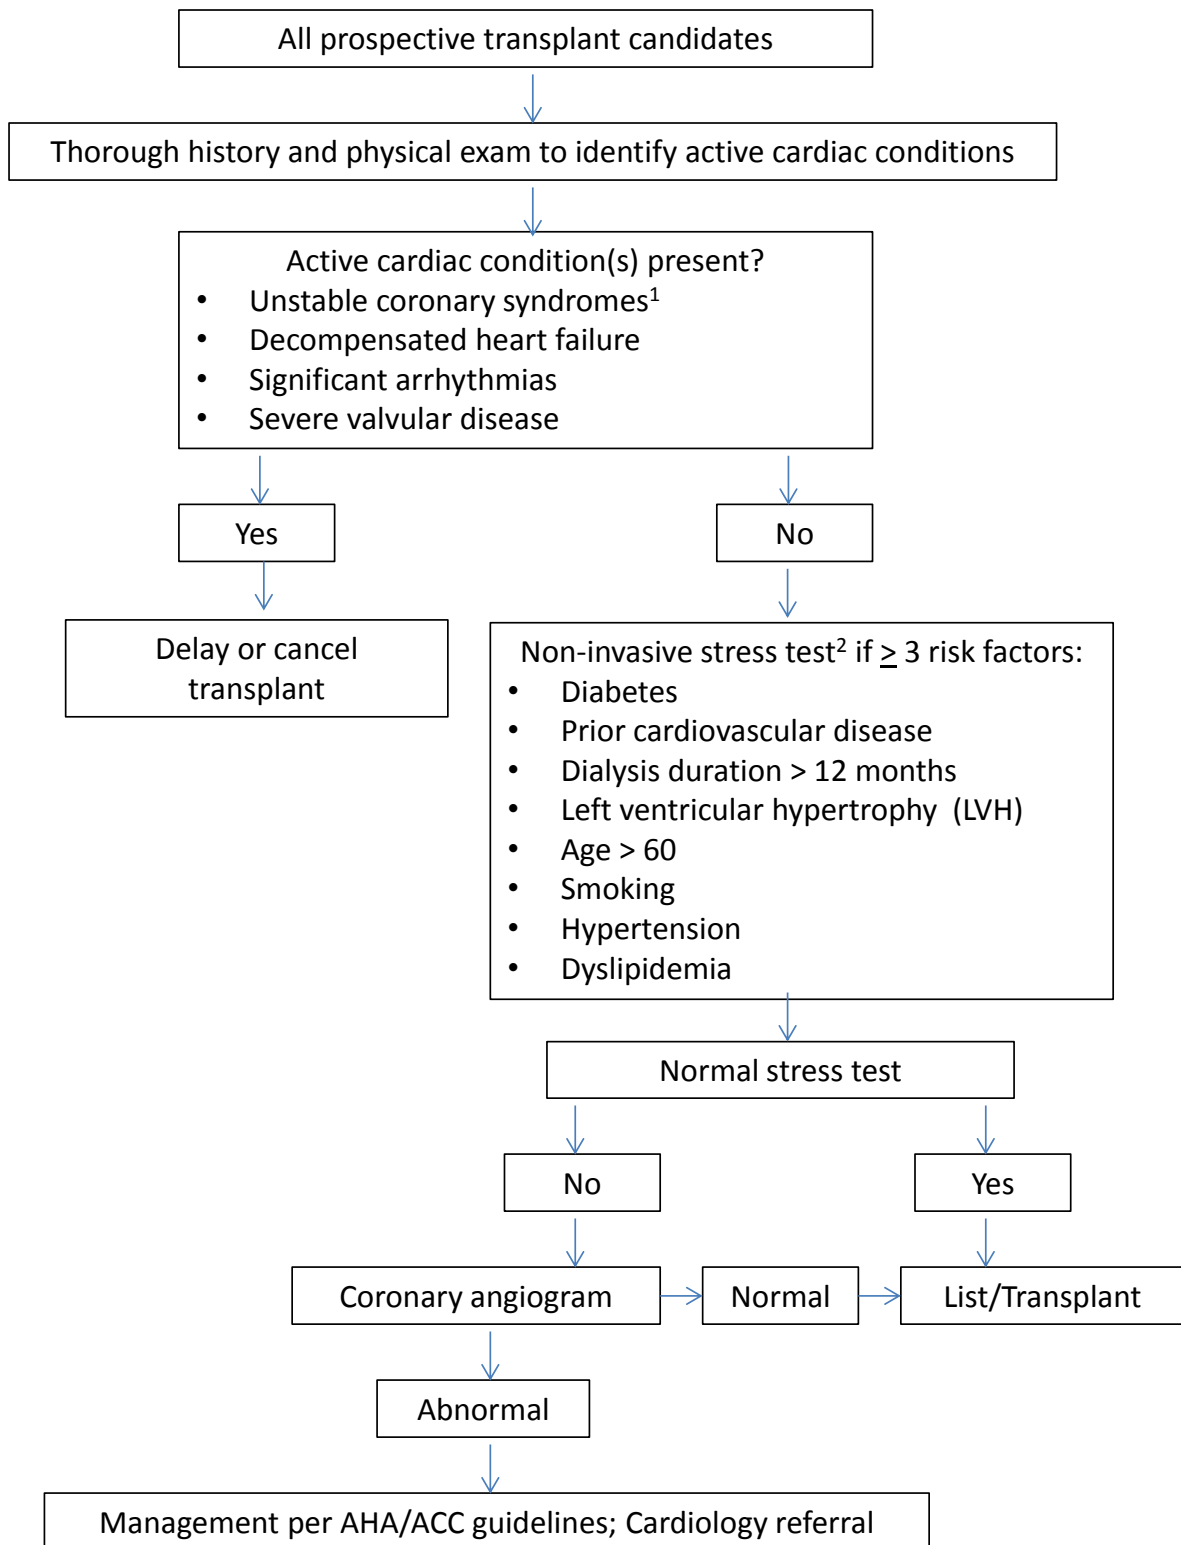 All prospective transplant candidates
Thorough history and physical exam to identify active cardiac conditions
Active cardiac condition(s) present?
• Unstable coronary syndromes¹
• Decompensated heart failure
• Significant arrhythmias
• Severe valvular disease
Yes
No
Delay or cancel
transplant
Non-invasive stress test² if ≥ 3 risk factors:
• Diabetes
• Prior cardiovascular disease
• Dialysis duration > 12 months
• Left ventricular hypertrophy (LVH)
• Age > 60
• Smoking
• Hypertension
• Dyslipidemia
Normal stress test
No
Yes
Coronary angiogram
Normal
List/Transplant
Abnormal
Management per AHA/ACC guidelines; Cardiology referral